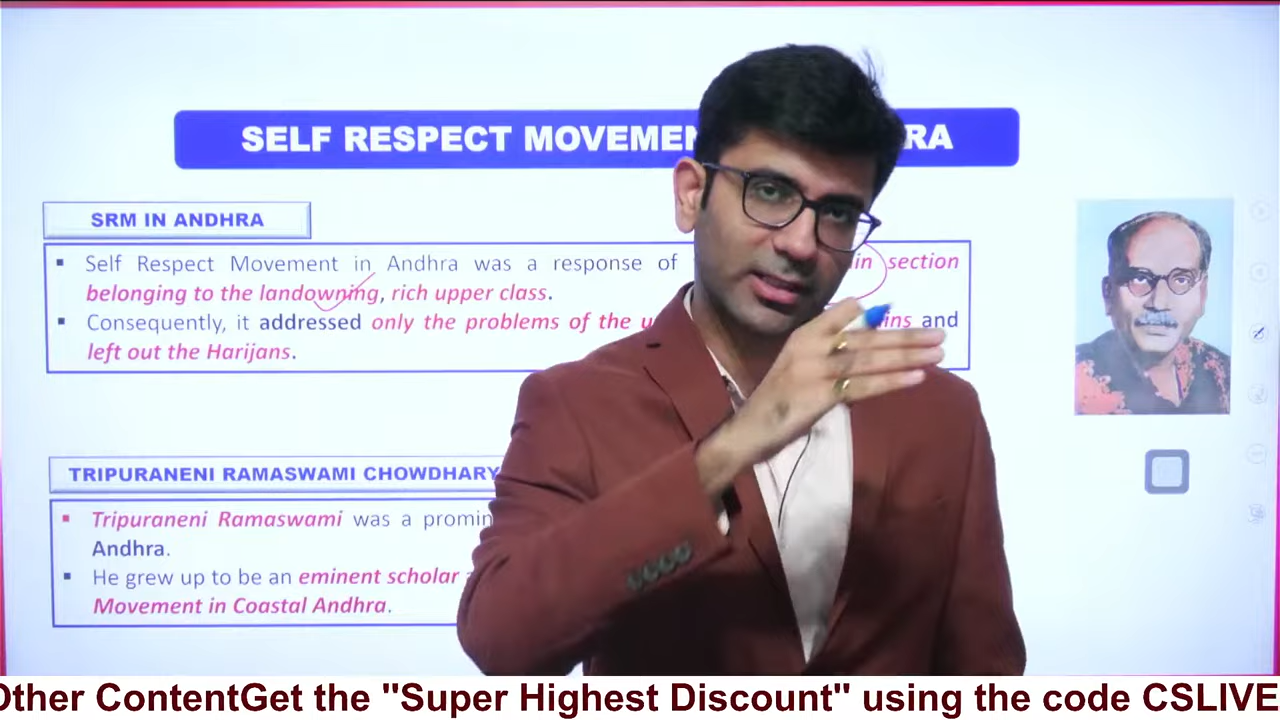 SELF RESPECT MOVEMEN RA
SRM IN ANDHRA
▪ Self Respect Movement in Andhra was a response of in section
belonging to the landowning, rich upper class.
▪ Consequently, it addressed only the problems of the u ins and
left out the Harijans.
TRIPURANENI RAMASWAMI CHOWDHARY
▪ Tripuraneni Ramaswami was a promin
Andhra.
▪ He grew up to be an eminent scholar
Movement in Coastal Andhra.
Other ContentGet the "Super Highest Discount" using the code CSLIVE